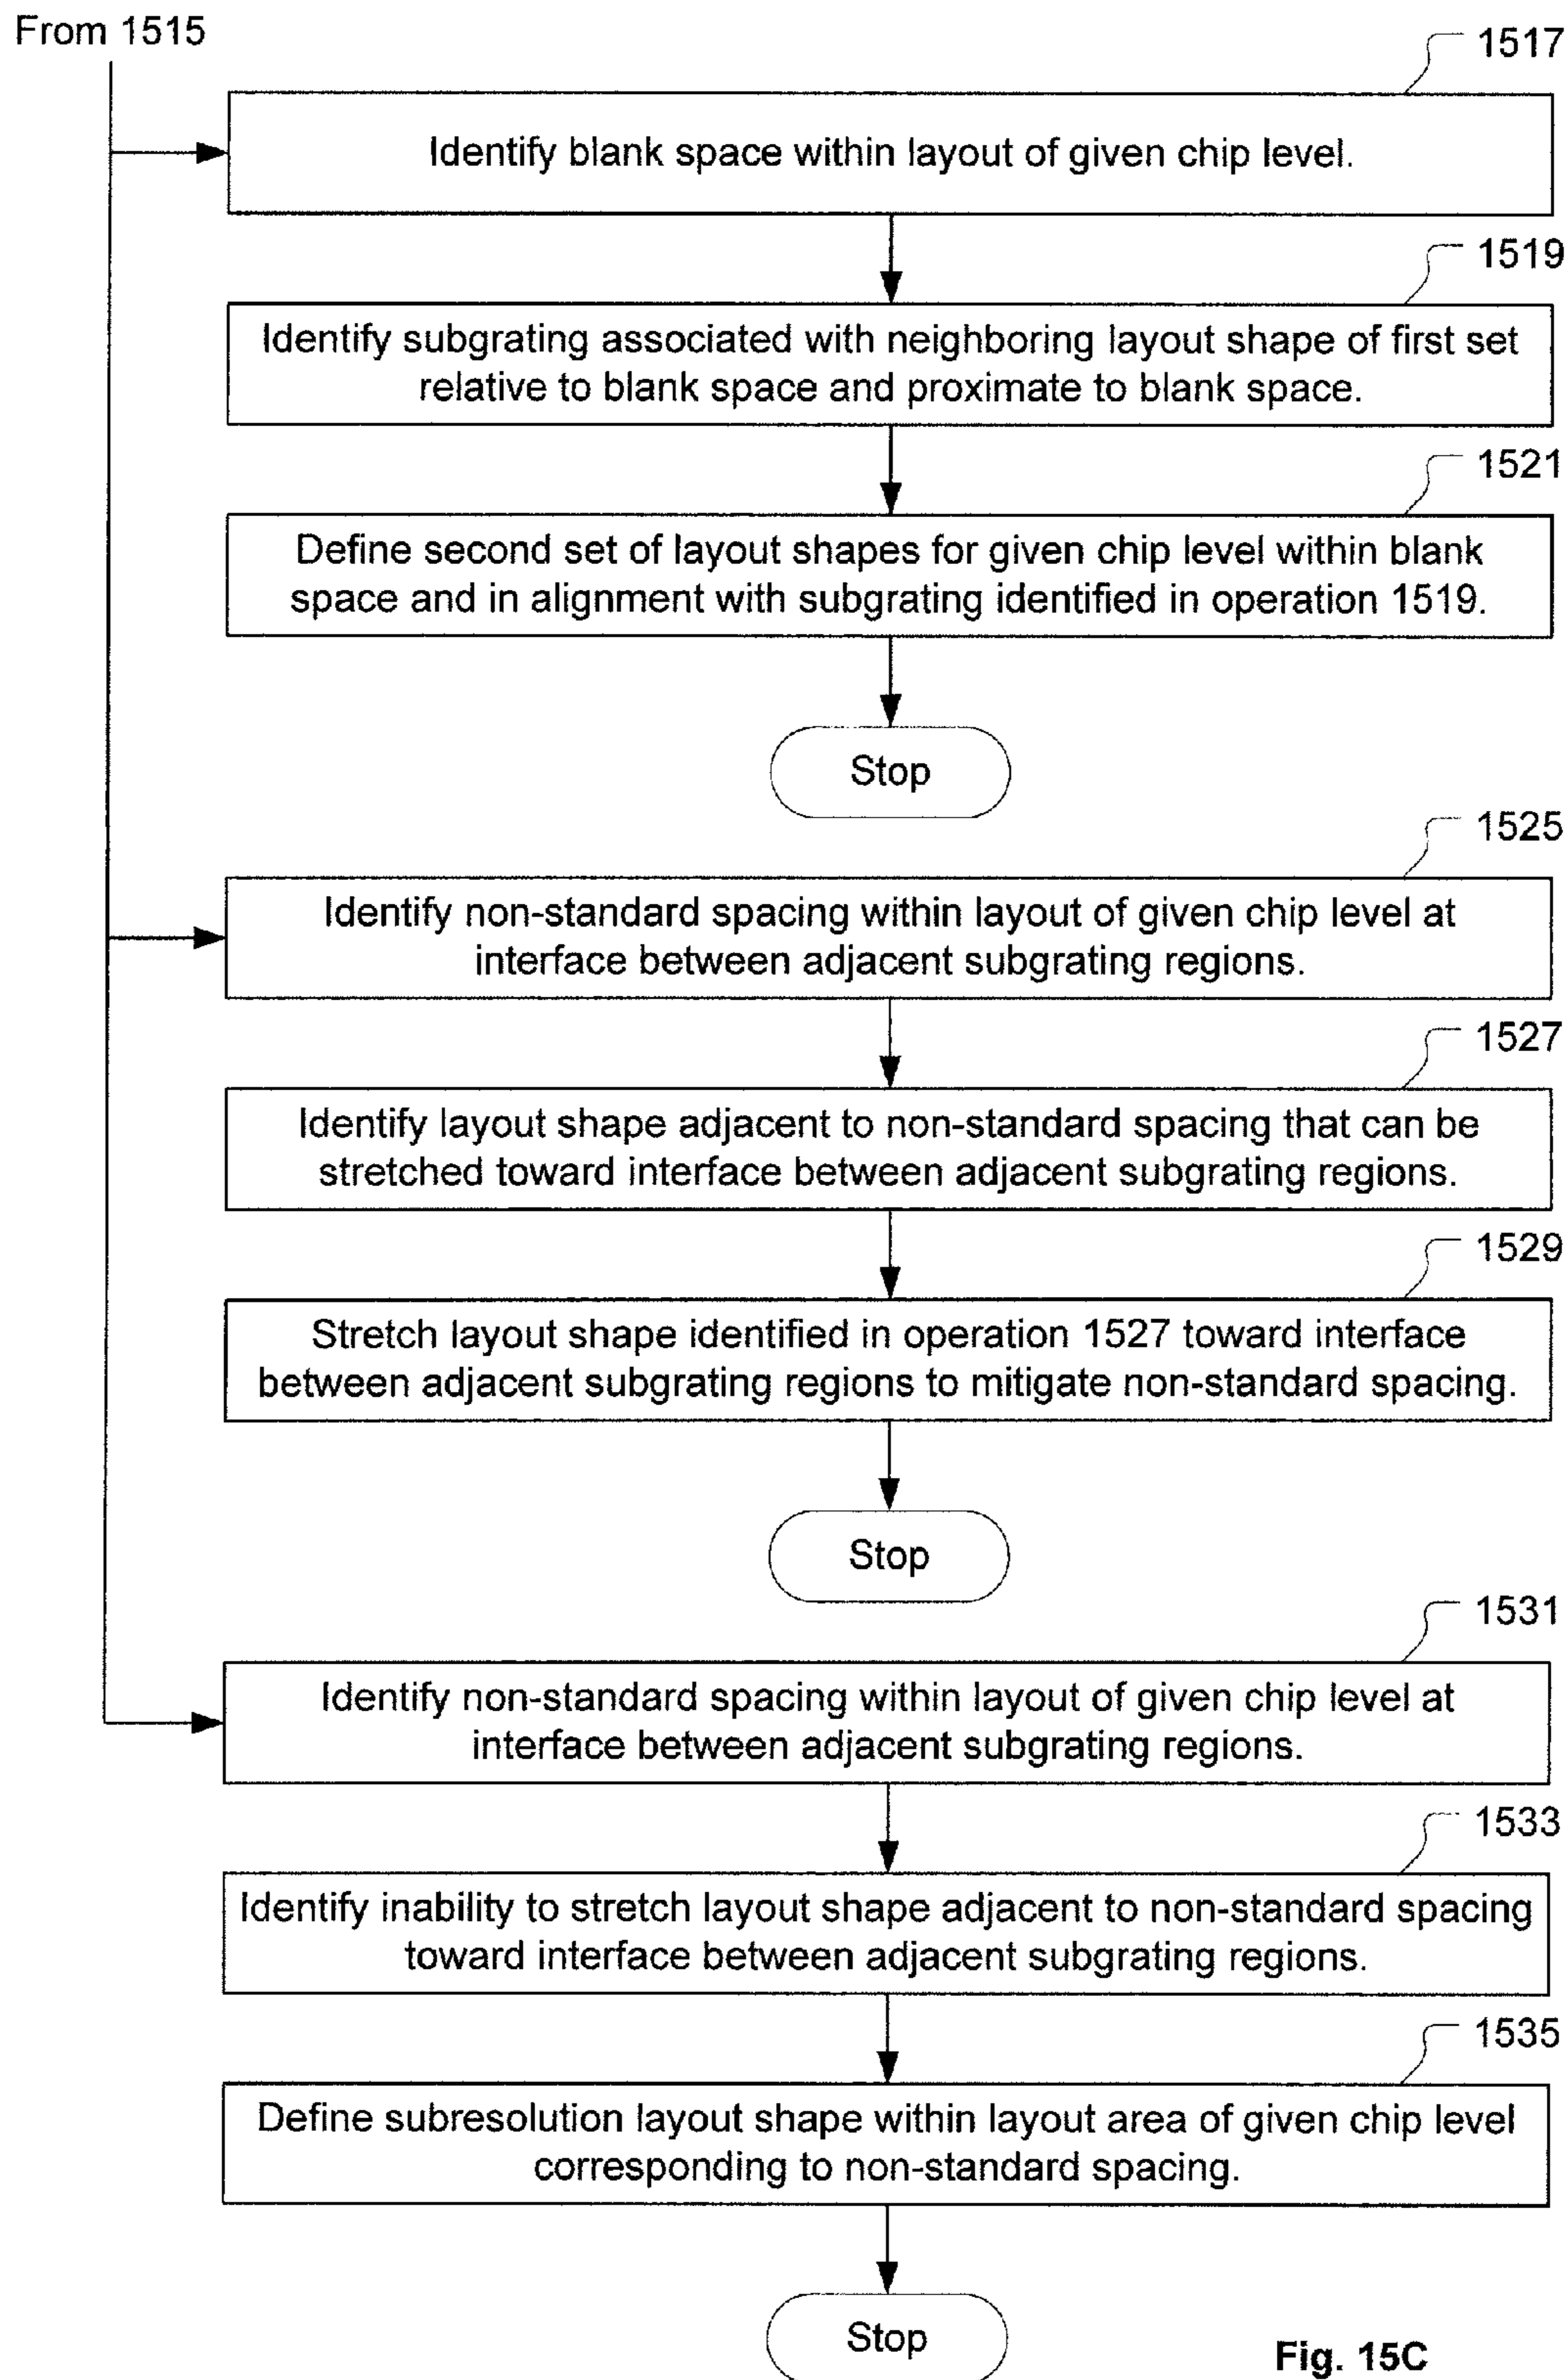 From 1515
1517
Identify blank space within layout of given chip level.
1519
Identify subgrating associated with neighboring layout shape of first set
relative to blank space and proximate to blank space.
1521
Define second set of layout shapes for given chip level within blank
space and in alignment with subgrating identified in operation 1519.
Stop
1525
Identify non-standard spacing within layout of given chip level at
interface between adjacent subgrating regions.
1527
Identify layout shape adjacent to non-standard spacing that can be
stretched toward interface between adjacent subgrating regions.
1529
Stretch layout shape identified in operation 1527 toward interface
between adjacent subgrating regions to mitigate non-standard spacing.
Stop
1531
Identify non-standard spacing within layout of given chip level at
interface between adjacent subgrating regions.
1533
Identify inability to stretch layout shape adjacent to non-standard spacing
toward interface between adjacent subgrating regions.
1535
Define subresolution layout shape within layout area of given chip level
corresponding to non-standard spacing.
Stop
Fig. 15C